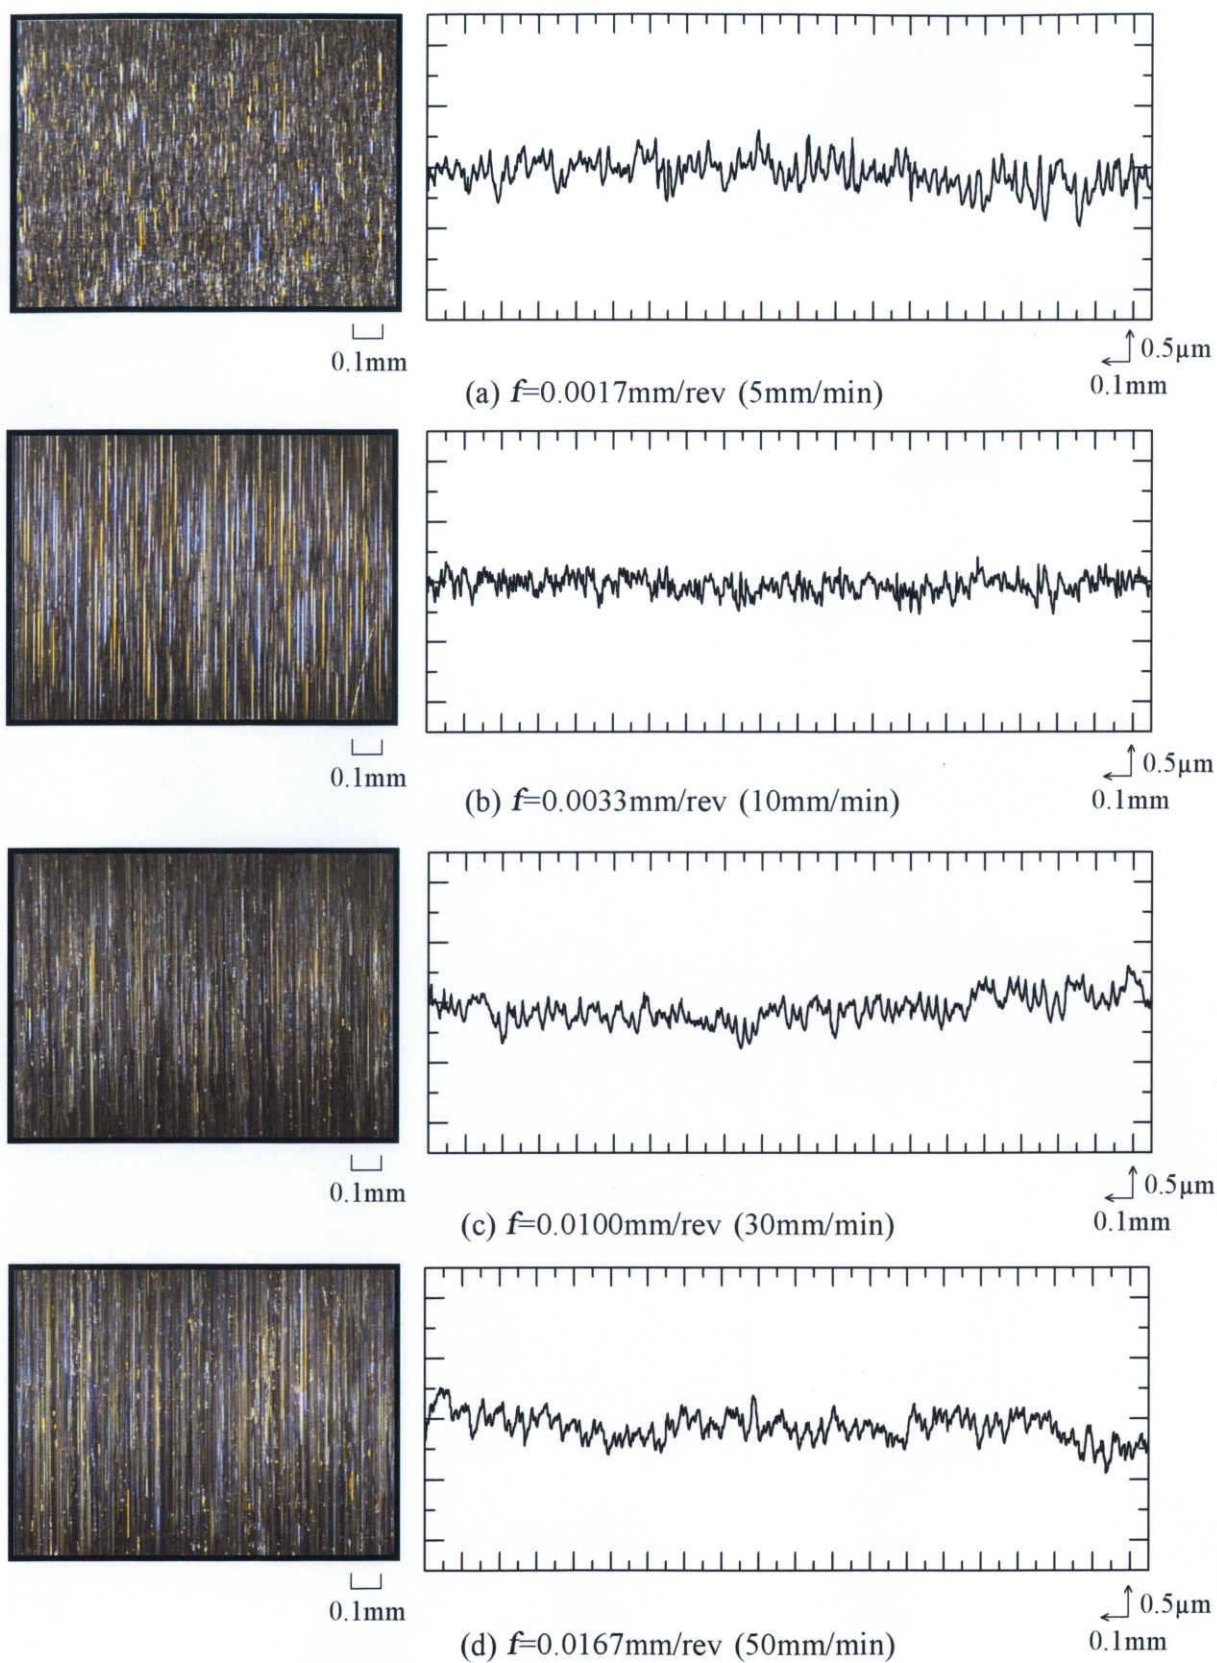 0.1mm
0.5µm
0.1mm
(a) f=0.0017mm/rev (5mm/min)
0.1mm
0.5µm
0.1mm
(b) f=0.0033mm/rev (10mm/min)
0.1mm
0.5µm
0.1mm
(c) f=0.0100mm/rev (30mm/min)
0.1mm
0.5µm
0.1mm
(d) f=0.0167mm/rev (50mm/min)